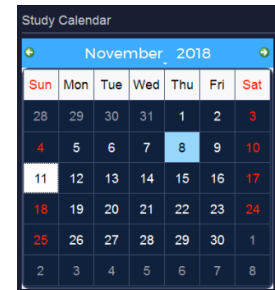 Study Calendar
November 2018
Sun Mon Tue Wed Thu Fri Sat
28 29 30 31 1 2 3
4 5 6 7 8 9 10
11 12 13 14 15 16 17
18 19 20 21 22 23 24
25 26 27 28 29 30 1
2 3 4 5 6 7 8